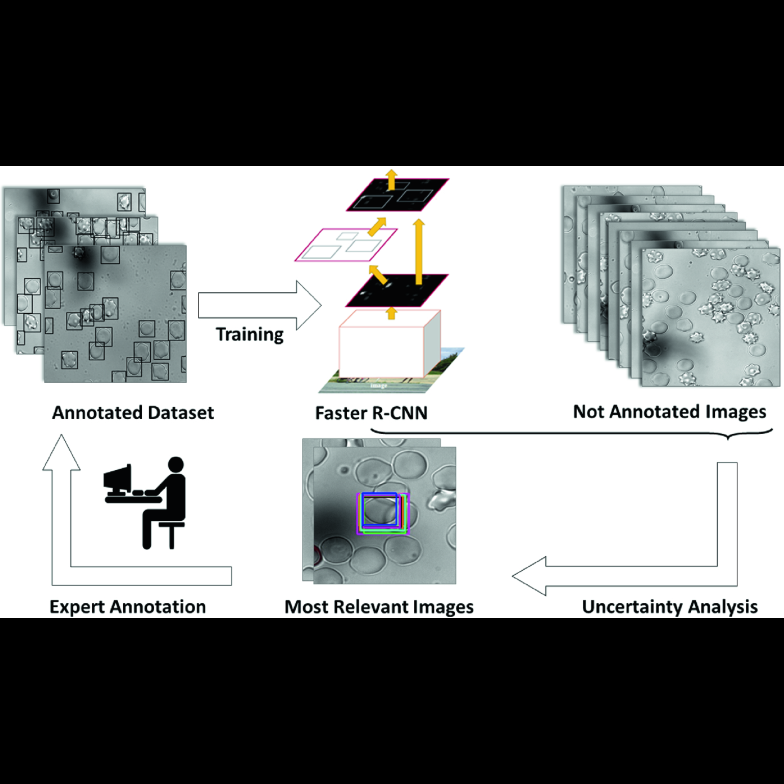 Training
image
Annotated Dataset
Faster R-CNN
Not Annotated Images
Expert Annotation
Most Relevant Images
Uncertainty Analysis